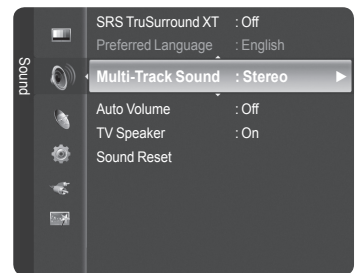 Sound
SRS TruSurround XT : Off
Preferred Language : English
Multi-Track Sound : Stereo
Auto Volume : Off
TV Speaker : On
Sound Reset